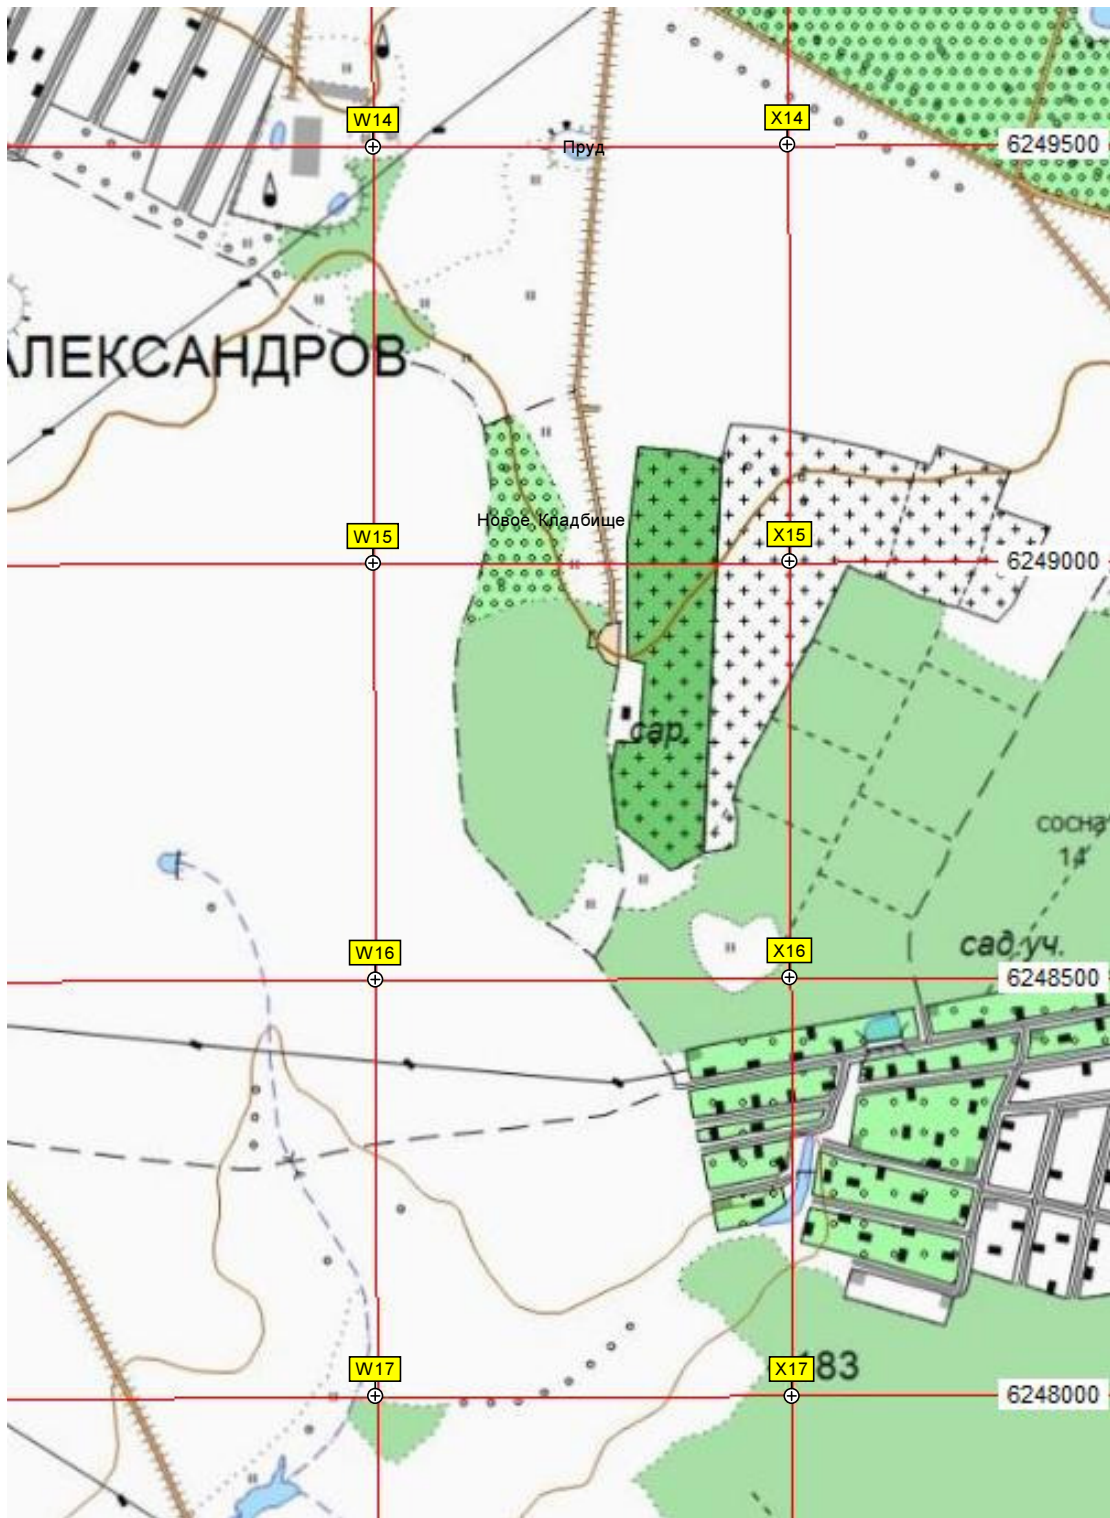 W14
X14
6249500
Пруд
АЛЕКСАНДРОВ
Новое Кладбище
W15
X15
6249000
сар.
сосна
14
W16
X16
сад.уч.
6248500
W17
X17
183
6248000